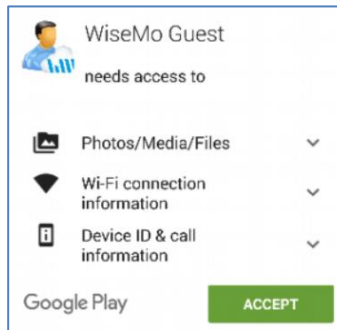 WiseMo Guest
needs access to
Photos/Media/Files
Wi-Fi connection
information
Device ID & call
information
Google Play
ACCEPT